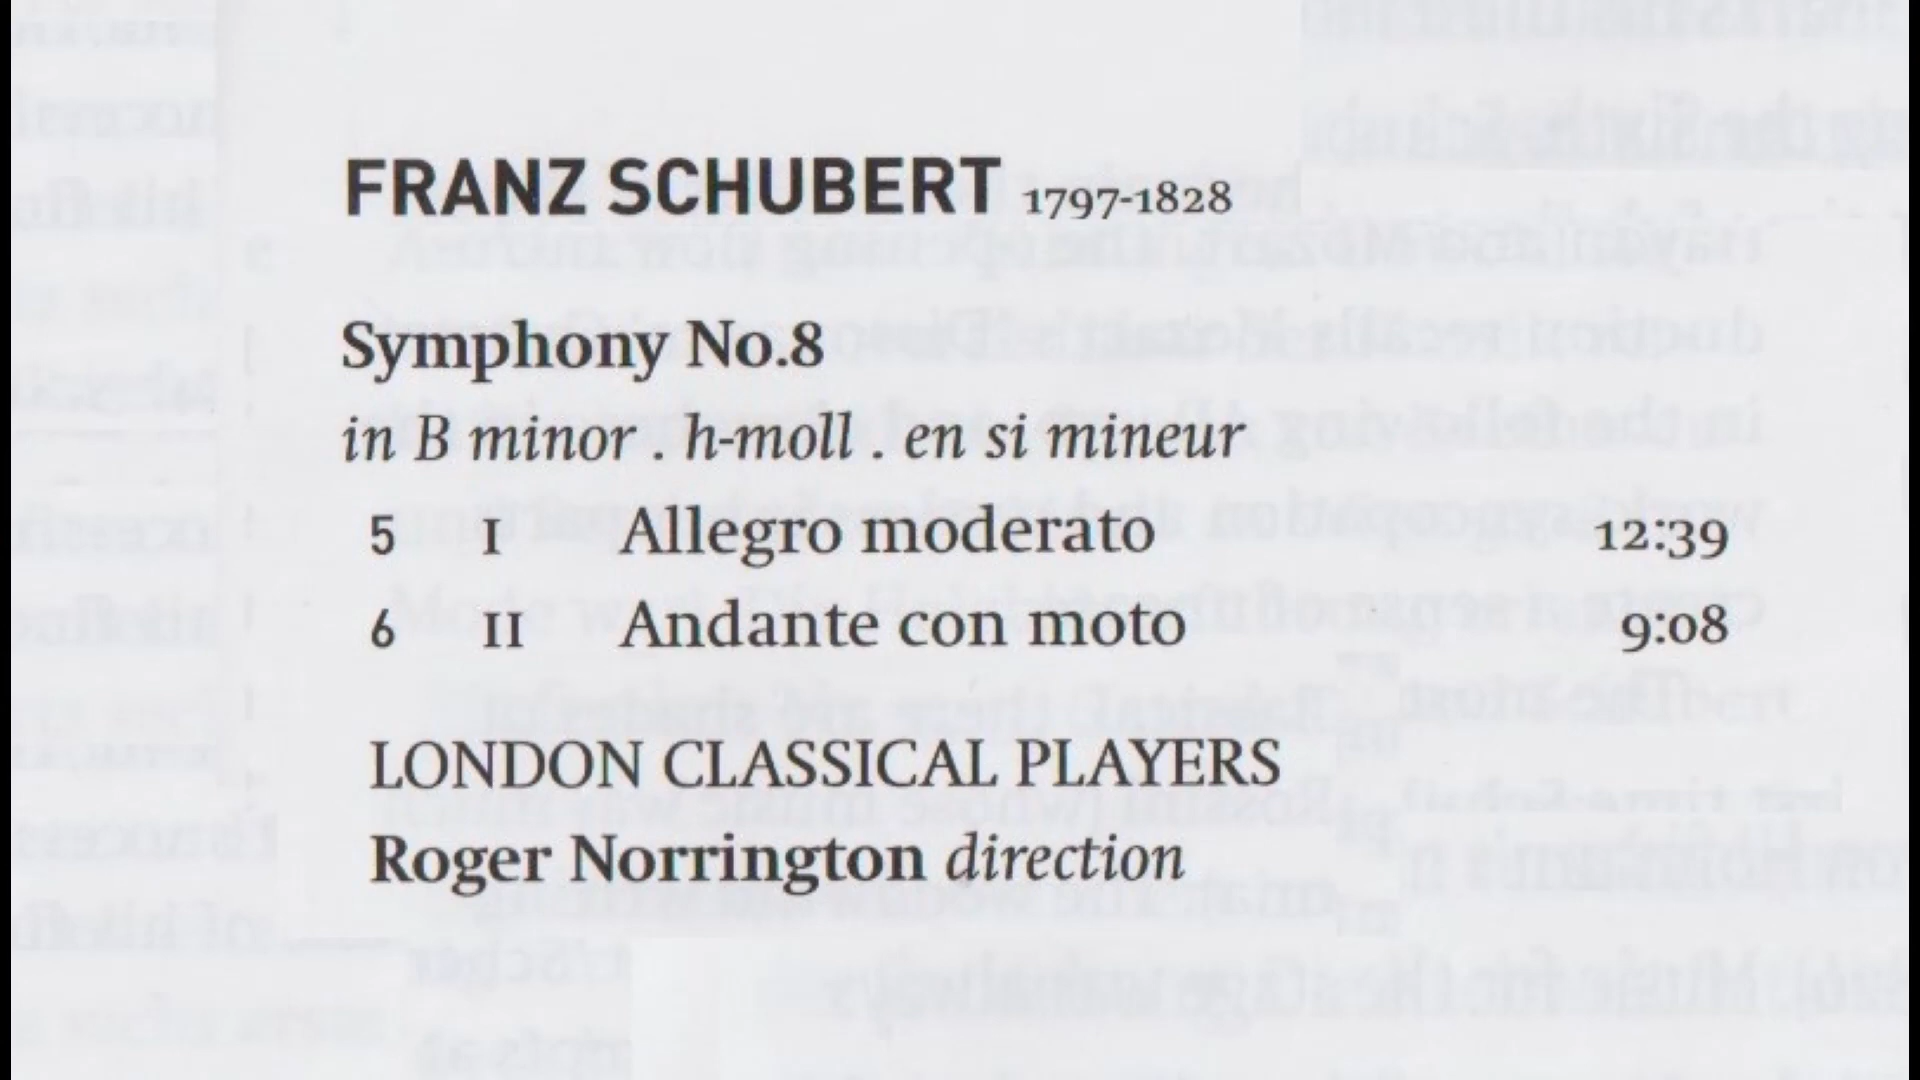 FRANZ SCHUBERT 1797-1828
Symphony No.8
in B minor . h-moll . en si mineur
5 I Allegro moderato 12:39
6 II Andante con moto 9:08
LONDON CLASSICAL PLAYERS
Roger Norrington direction